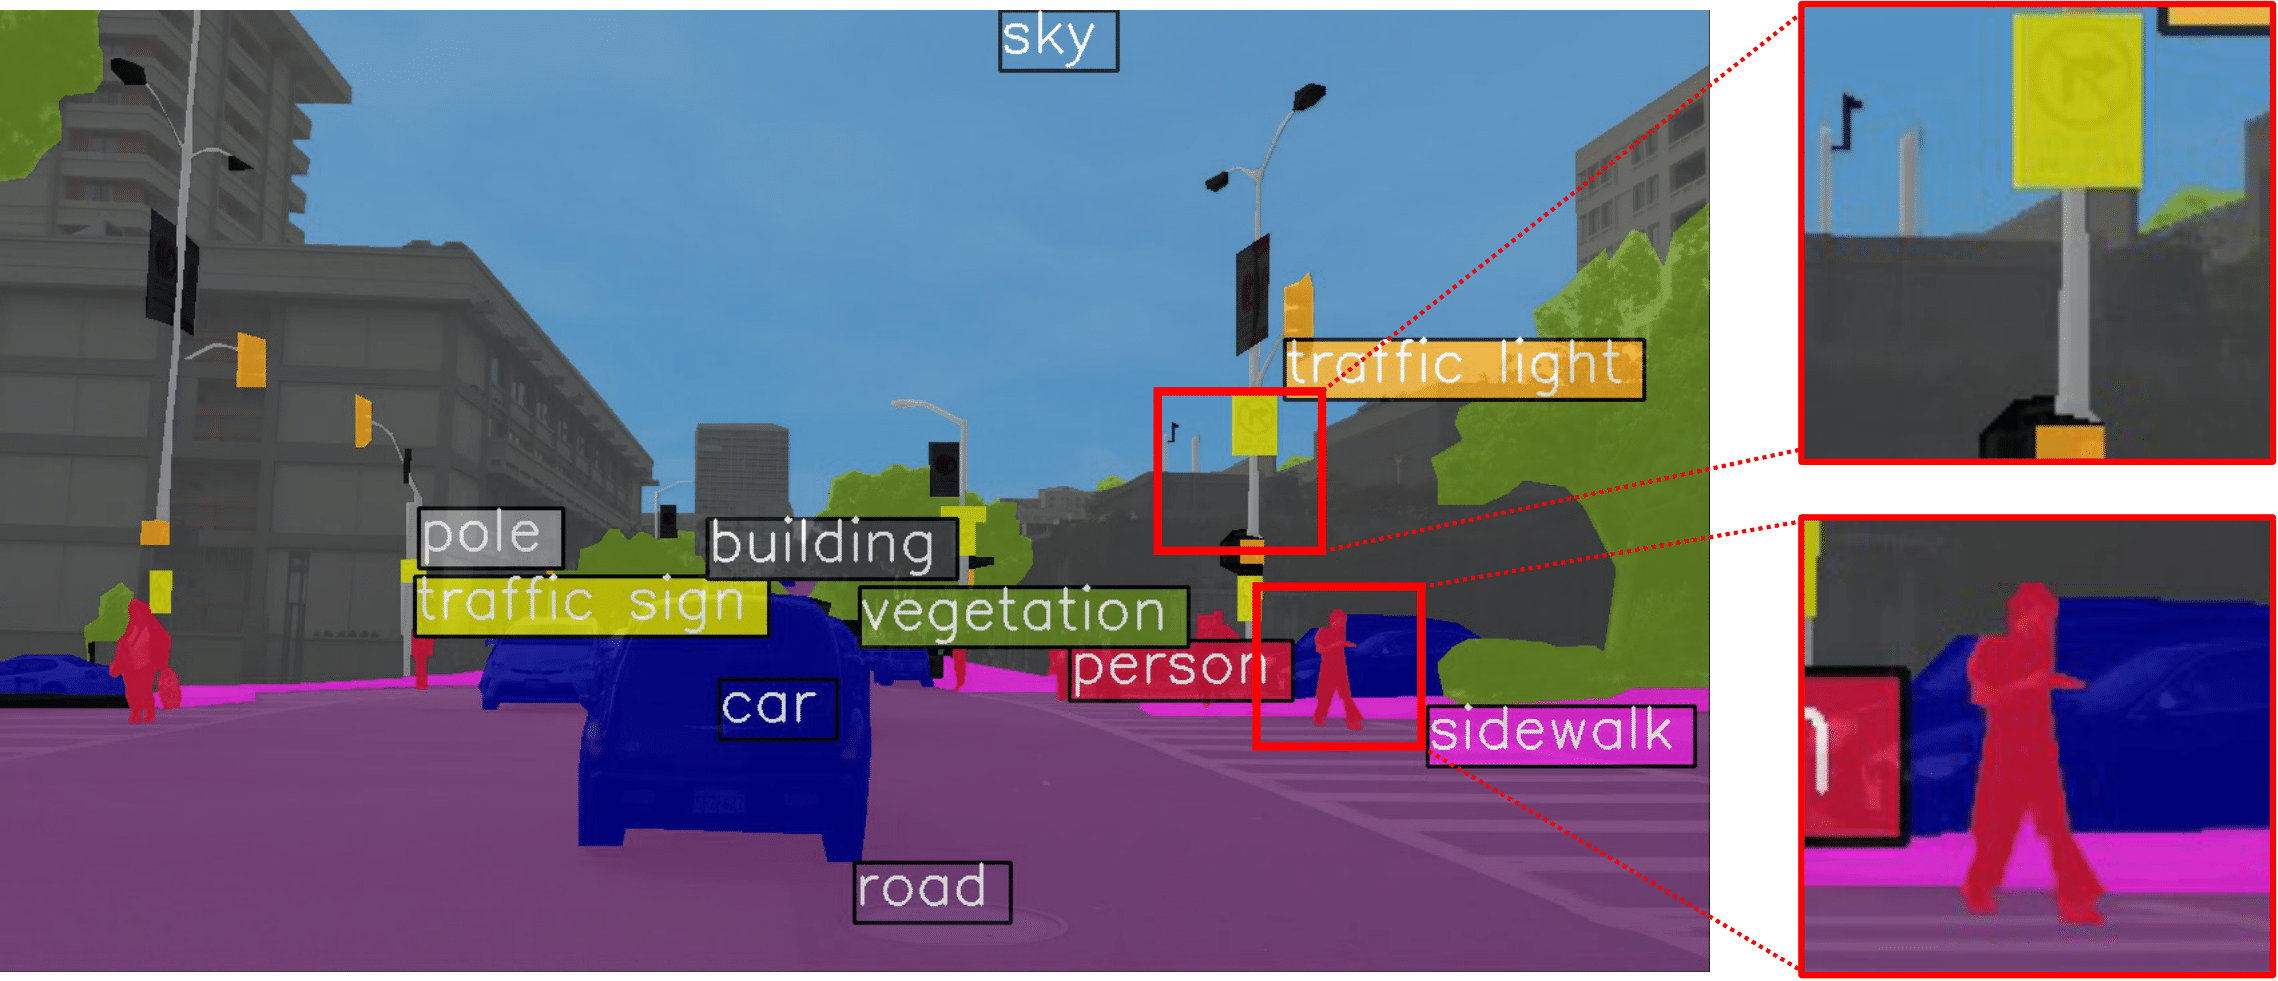 sky
traffic light
pole
building
traffic sign
vegetation
person
car
sidewalk
road
n